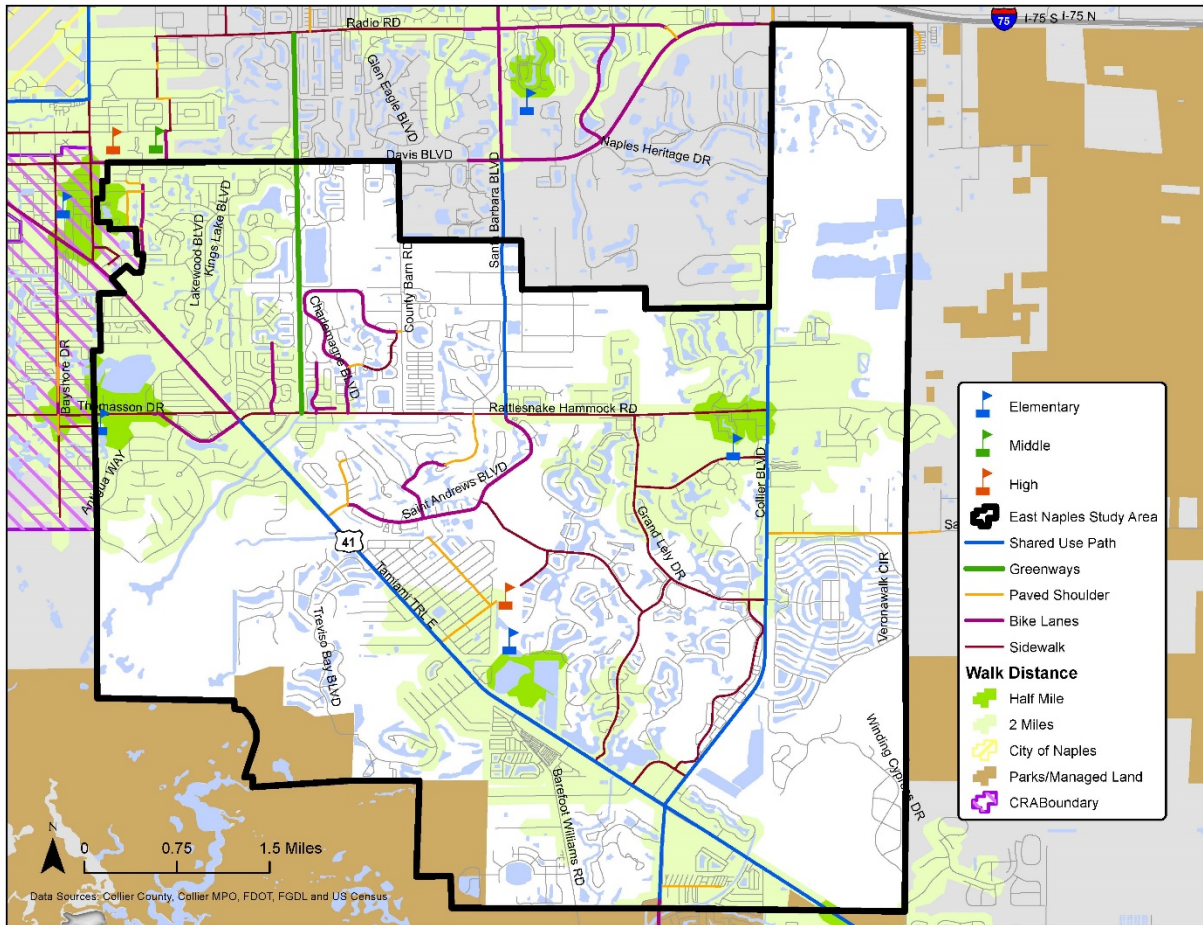 Radio RD
75
I-75 S I-75 N
Glen Eagle BLVD
Santa Barbara BLVD
Davis BLVD
Naples Heritage DR
Lakewood BLVD
Kings Lake BLVD
County Barn RD
Charlemagne BLVD
Bayshore DR
Thomasson DR
Rattlesnake Hammock RD
Antigua WAY
Saint Andrews BLVD
Collier BLVD
Grand Lely DR
Sa
41
Tamiami TRL E
Treviso Bay BLVD
Veronawalk CIR
Winding Cypress DR
Barefoot Williams RD
Elementary
Middle
High
East Naples Study Area
Shared Use Path
Greenways
Paved Shoulder
Bike Lanes
Sidewalk
Walk Distance
Half Mile
2 Miles
City of Naples
Parks/Managed Land
CRABoundary
N
0 0.75 1.5 Miles
Data Sources: Collier County, Collier MPO, FDOT, FGDL and US Census